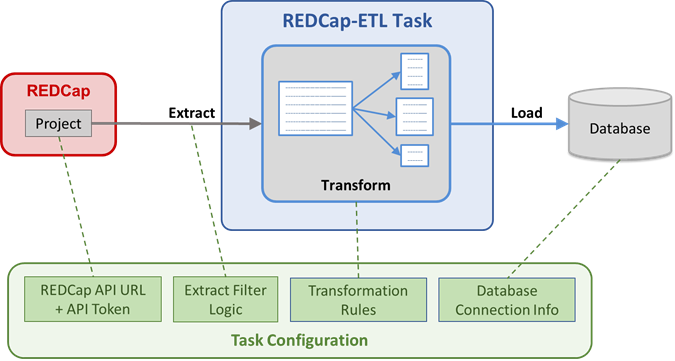 REDCap-ETL Task
REDCap
Project
Extract
Transform
Load
Database
REDCap API URL
+ API Token
Extract Filter
Logic
Transformation
Rules
Database
Connection Info
Task Configuration